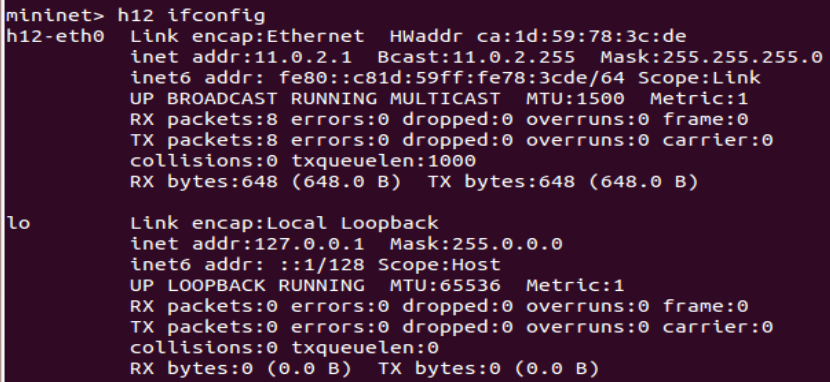 mininet> h12 ifconfig
h12-eth0  Link encap:Ethernet  HWaddr ca:1d:59:78:3c:de
          inet addr:11.0.2.1  Bcast:11.0.2.255  Mask:255.255.255.0
          inet6 addr: fe80::c81d:59ff:fe78:3cde/64 Scope:Link
          UP BROADCAST RUNNING MULTICAST  MTU:1500  Metric:1
          RX packets:8 errors:0 dropped:0 overruns:0 frame:0
          TX packets:8 errors:0 dropped:0 overruns:0 carrier:0
          collisions:0 txqueuelen:1000
          RX bytes:648 (648.0 B)  TX bytes:648 (648.0 B)

lo        Link encap:Local Loopback
          inet addr:127.0.0.1  Mask:255.0.0.0
          inet6 addr: ::1/128 Scope:Host
          UP LOOPBACK RUNNING  MTU:65536  Metric:1
          RX packets:0 errors:0 dropped:0 overruns:0 frame:0
          TX packets:0 errors:0 dropped:0 overruns:0 carrier:0
          collisions:0 txqueuelen:0
          RX bytes:0 (0.0 B)  TX bytes:0 (0.0 B)